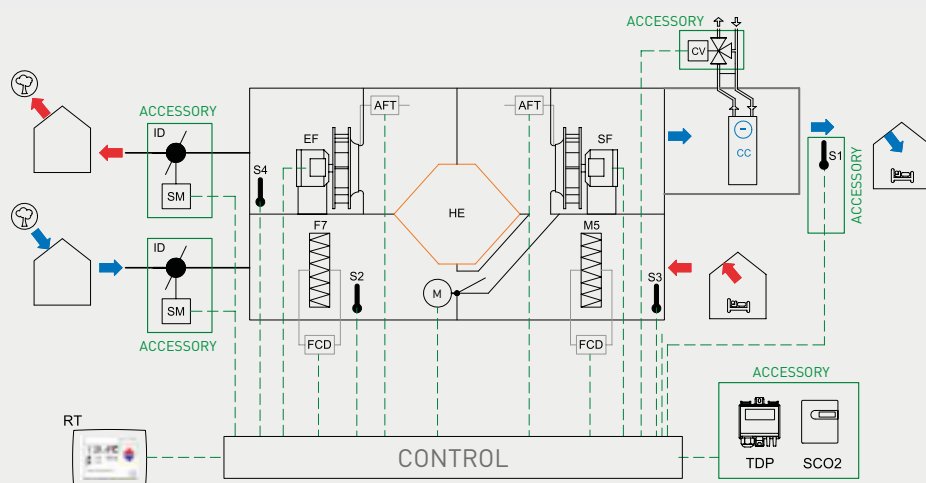 ACCESSORY
CV
AFT
AFT
ACCESSORY
ID
SM
EF
SF
CC
S1
ACCESSORY
S4
HE
F7
M5
ID
SM
ACCESSORY
S2
M
S3
FCD
FCD
ACCESSORY
RT
CONTROL
TDP
SCO2